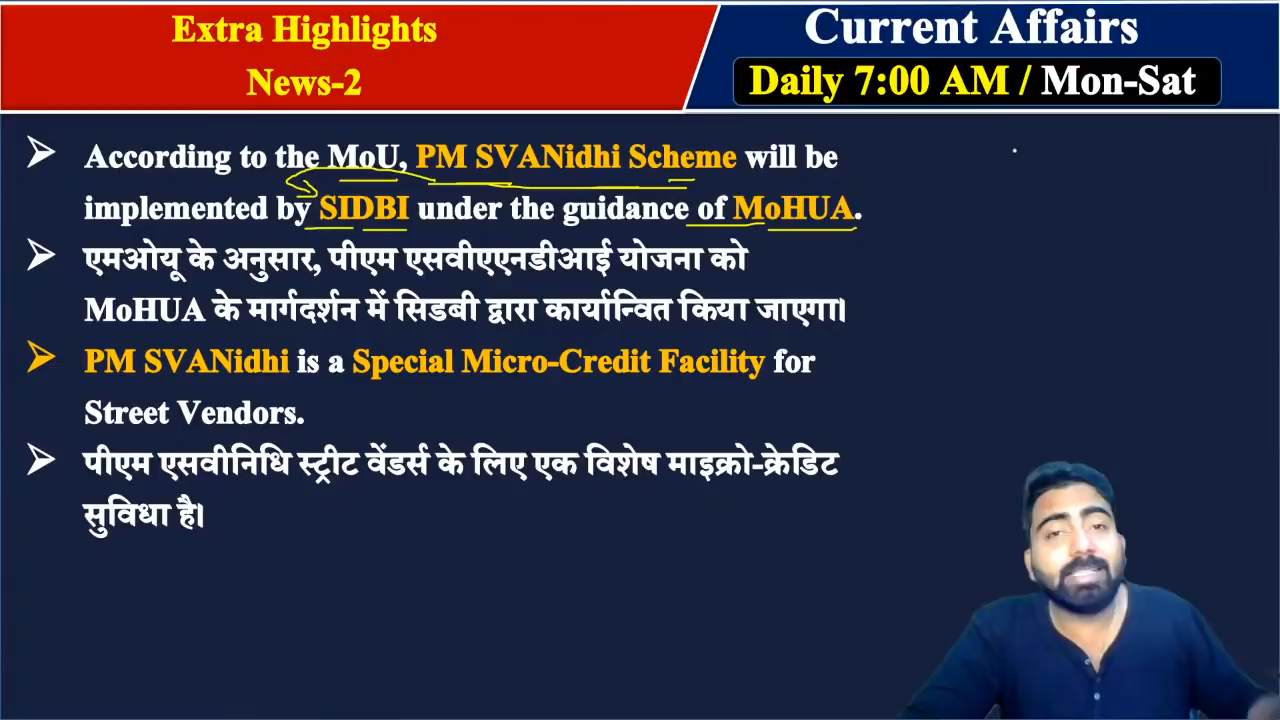 Extra Highlights
News-2
Current Affairs
Daily 7:00 AM / Mon-Sat
According to the MoU, PM SVANidhi Scheme will be
implemented by SIDBI under the guidance of MoHUA.
एमओयू के अनुसार, पीएम एसवीएएनडीआई योजना को
MoHUA के मार्गदर्शन में सिडबी द्वारा कार्यान्वित किया जाएगा।
PM SVANidhi is a Special Micro-Credit Facility for
Street Vendors.
पीएम एसवीनिधि स्ट्रीट वेंडर्स के लिए एक विशेष माइक्रो-क्रेडिट
सुविधा है।